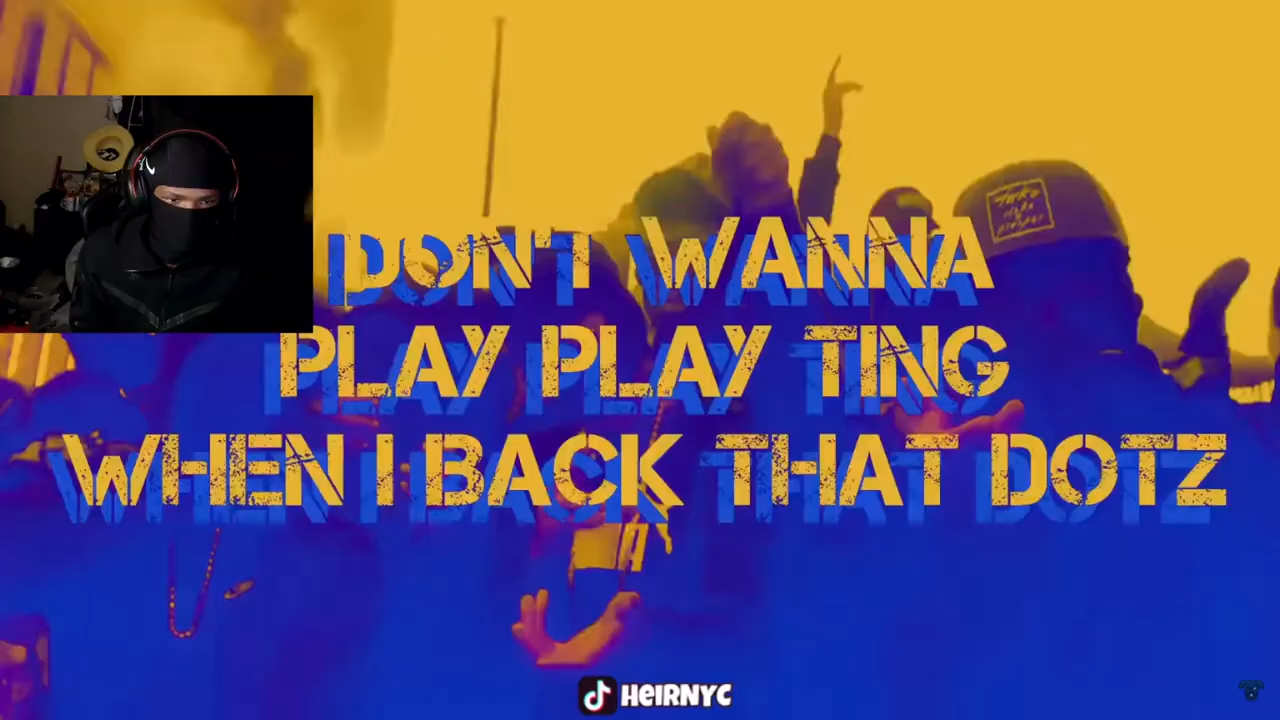 DON'T WANNA
PLAY PLAY TING
WHEN I BACK THAT DOTZ
HEIRNYC